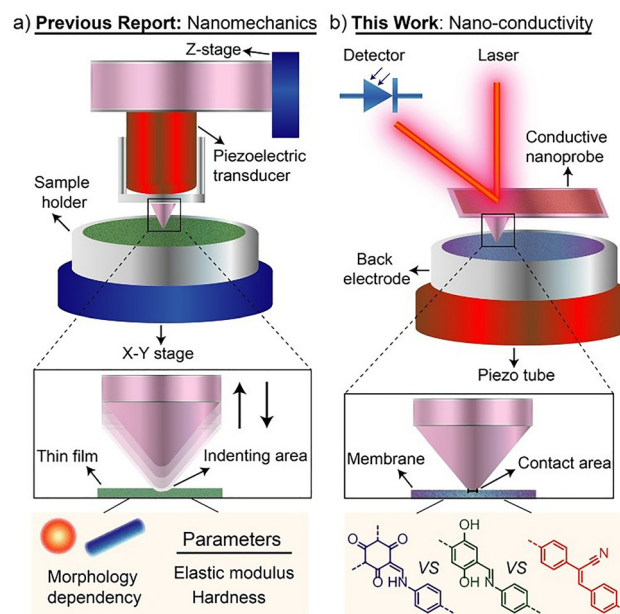 a) Previous Report: Nanomechanics
Z-stage
Piezoelectric
transducer
Sample
holder
X-Y stage
Thin film
Indenting area
Morphology
dependency
Parameters
Elastic modulus
Hardness
b) This Work: Nano-conductivity
Detector
Laser
Conductive
nanoprobe
Back
electrode
Piezo tube
Membrane
Contact area
O
O
O
HN
VS
OH
OH
N
VS
N